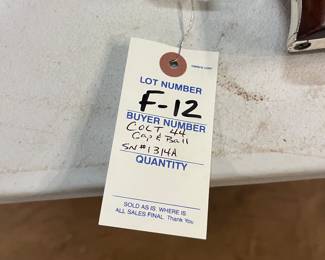 LOT NUMBER
F-12
BUYER NUMBER
COLT 44
Cap & Ball
SN#1314A
QUANTITY
SOLD AS IS. WHERE IS
ALL SALES FINAL. Thank You